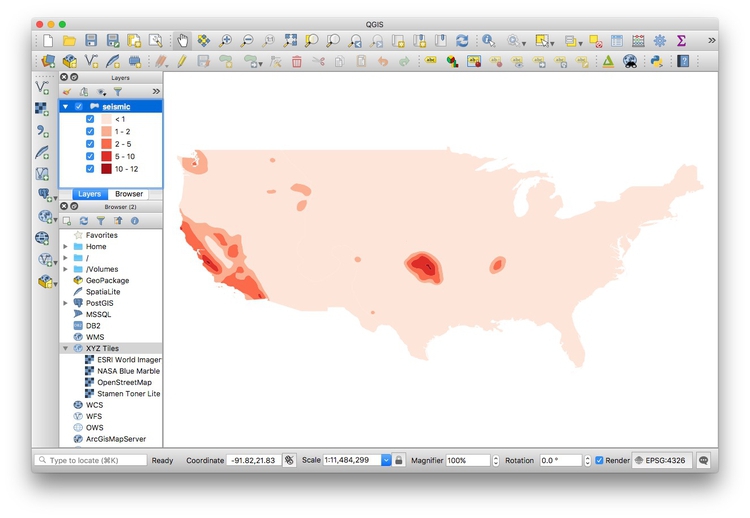 QGIS
Layers
seismic
< 1
1 - 2
2 - 5
5 - 10
10 - 12
Layers
Browser
Browser (2)
Favorites
Home
/
/Volumes
GeoPackage
SpatiaLite
PostGIS
MSSQL
DB2
WMS
XYZ Tiles
ESRI World Imager
NASA Blue Marble
OpenStreetMap
Stamen Toner Lite
WCS
WFS
OWS
ArcGisMapServer
Type to locate (⌘K) Ready Coordinate -91.82,21.83 Scale 1:11,484,299 Magnifier 100% Rotation 0.0 ° Render EPSG:4326